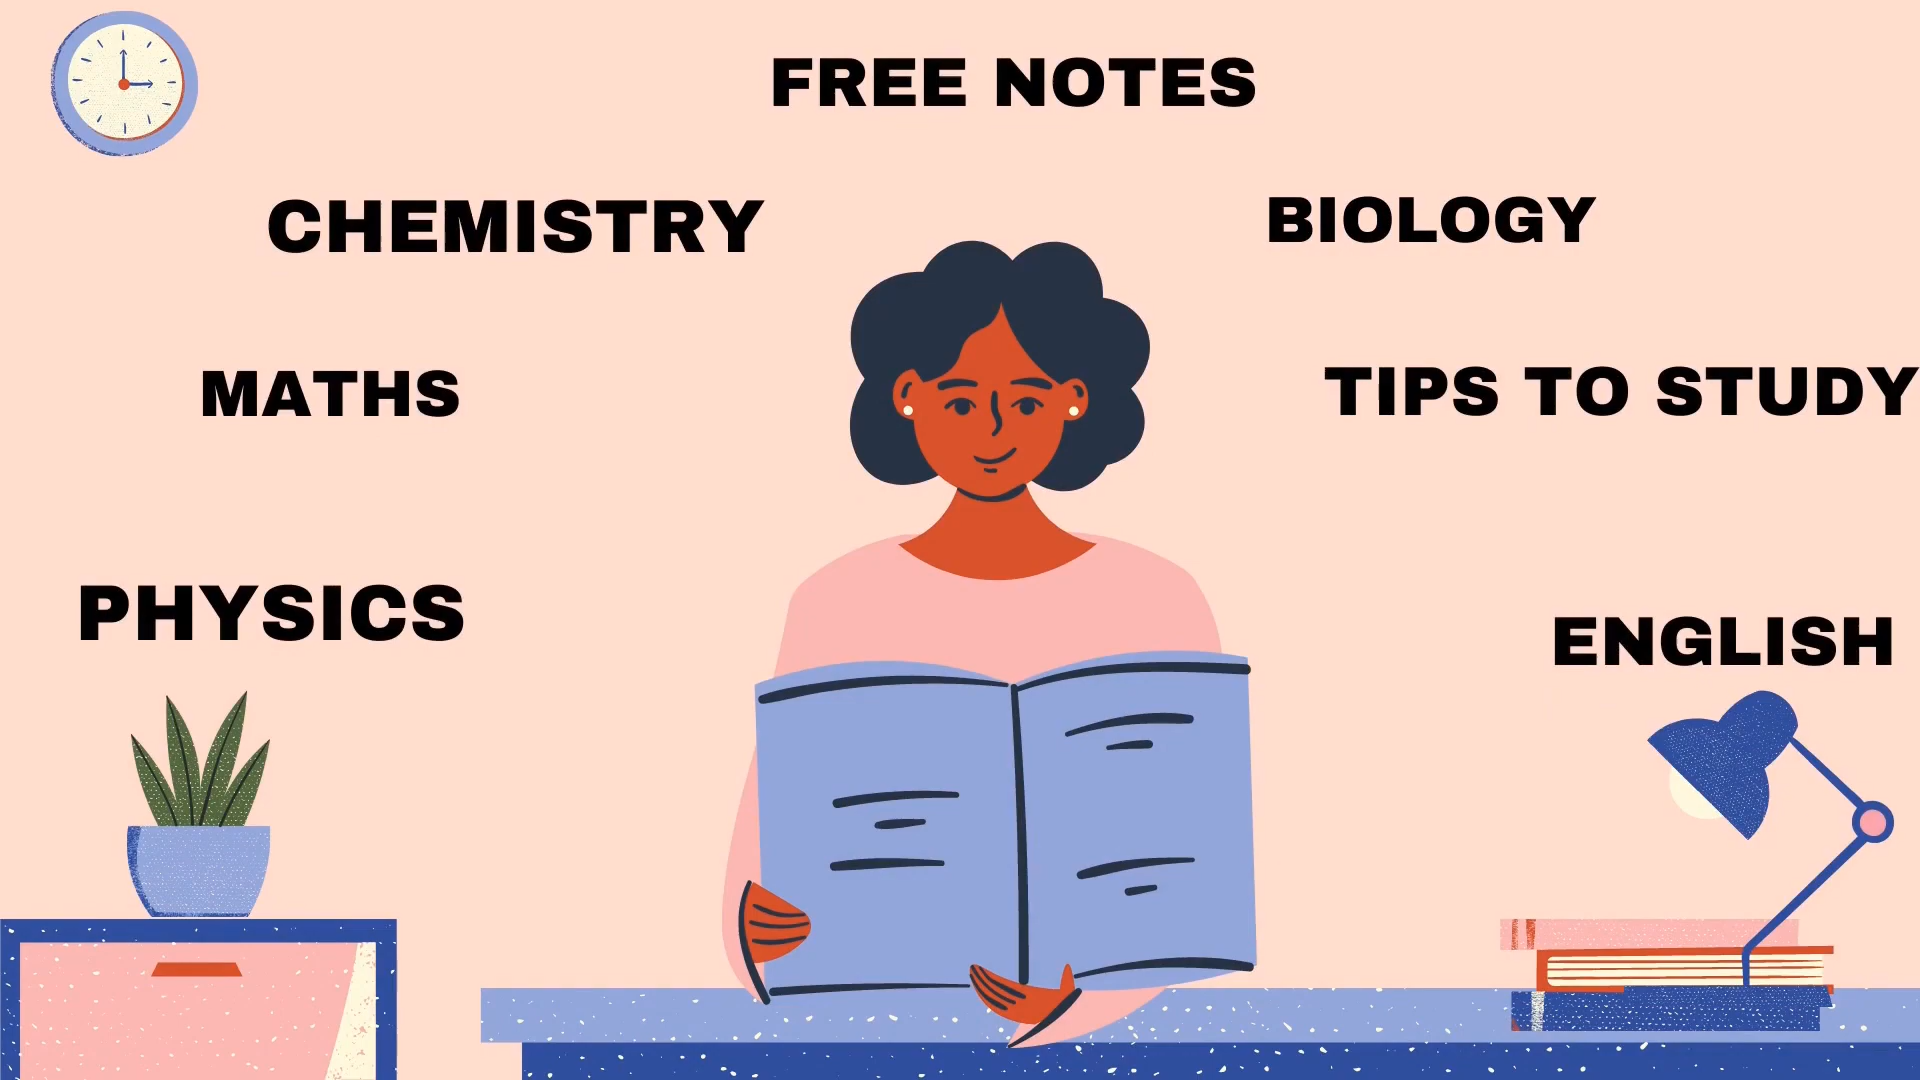 FREE NOTES
CHEMISTRY
BIOLOGY
MATHS
TIPS TO STUDY
PHYSICS
ENGLISH